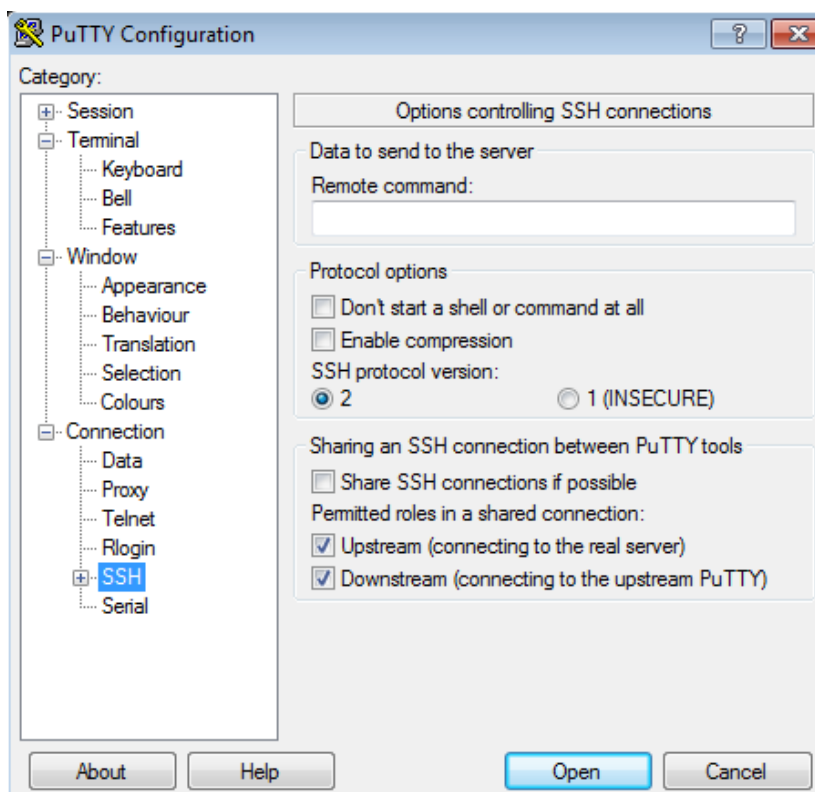 PuTTY Configuration
Category:
Session
Terminal
Keyboard
Bell
Features
Window
Appearance
Behaviour
Translation
Selection
Colours
Connection
Data
Proxy
Telnet
Rlogin
SSH
Serial
Options controlling SSH connections
Data to send to the server
Remote command:
Protocol options
Don't start a shell or command at all
Enable compression
SSH protocol version:
2 1 (INSECURE)
Sharing an SSH connection between PuTTY tools
Share SSH connections if possible
Permitted roles in a shared connection:
Upstream (connecting to the real server)
Downstream (connecting to the upstream PuTTY)
About Help Open Cancel